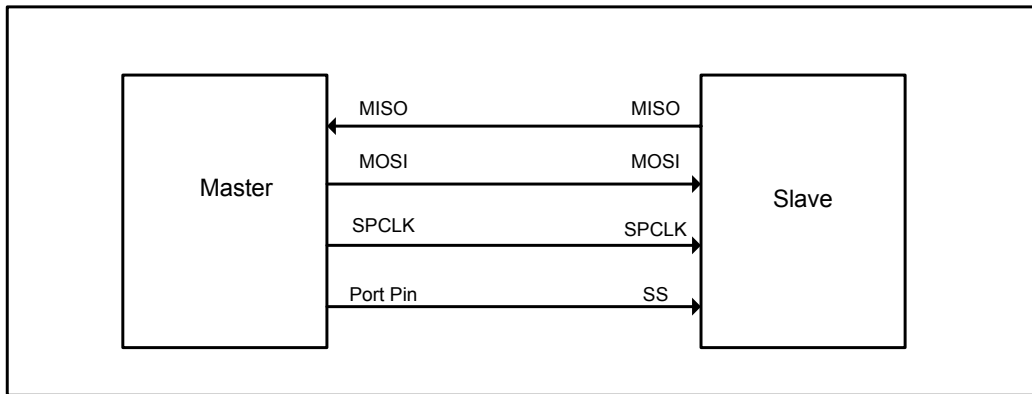 MISO MISO
MOSI MOSI
Master Slave
SPCLK SPCLK
Port Pin SS